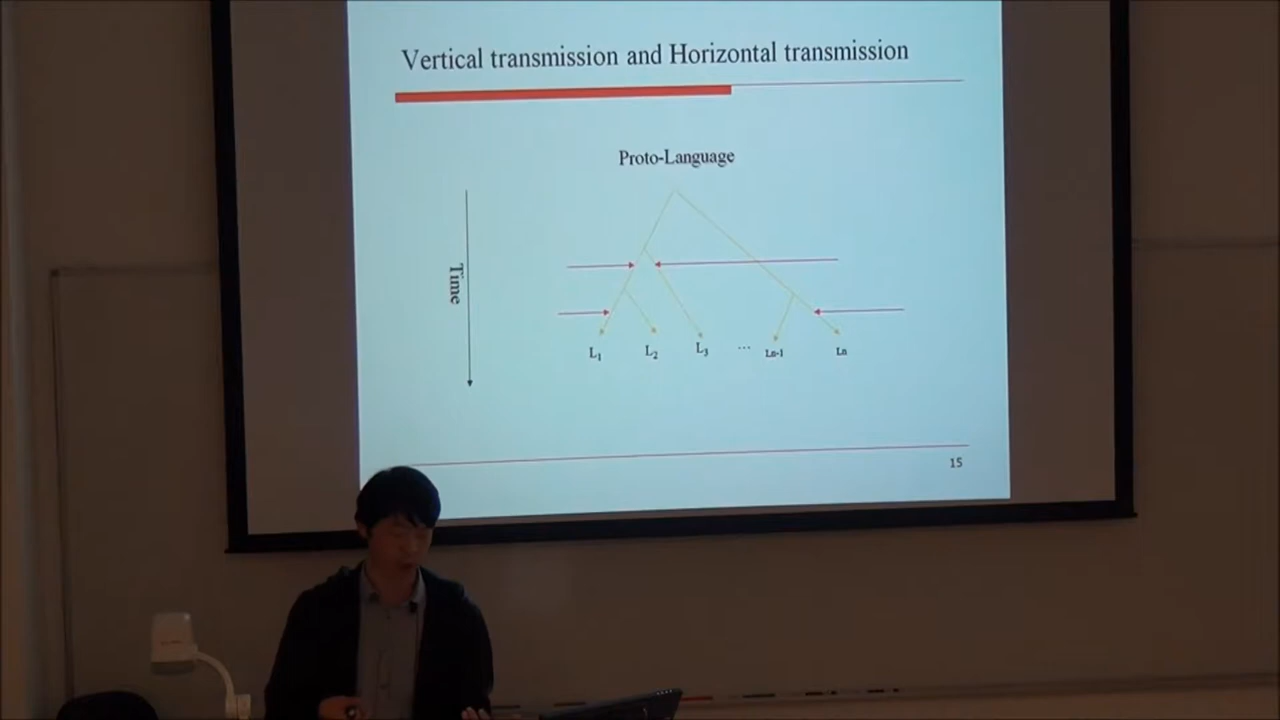 Vertical transmission and Horizontal transmission
Proto-Language
Time
L1 L2 L3 ... Ln-1 Ln
15